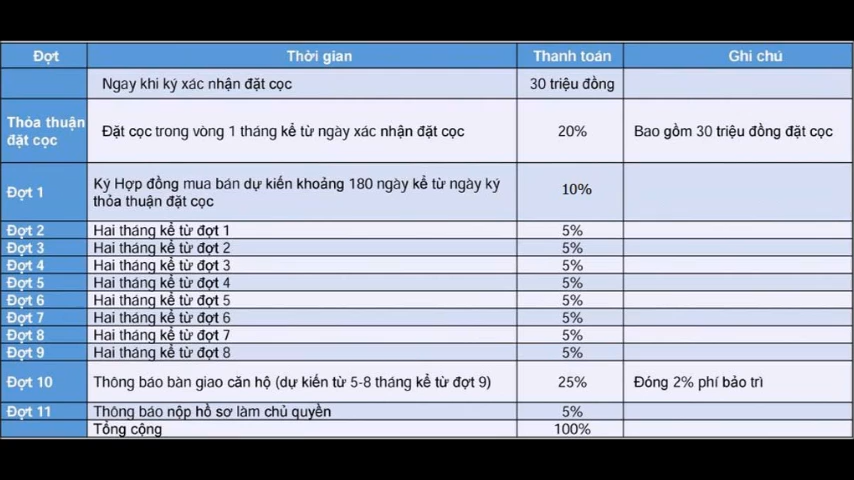 Đợt Thời gian Thanh toán Ghi chú
Ngay khi ký xác nhận đặt cọc 30 triệu đồng
Thỏa thuận
đặt cọc Đặt cọc trong vòng 1 tháng kể từ ngày xác nhận đặt cọc 20% Bao gồm 30 triệu đồng đặt cọc
Đợt 1 Ký Hợp đồng mua bán dự kiến khoảng 180 ngày kể từ ngày ký
thỏa thuận đặt cọc 10%
Đợt 2 Hai tháng kể từ đợt 1 5%
Đợt 3 Hai tháng kể từ đợt 2 5%
Đợt 4 Hai tháng kể từ đợt 3 5%
Đợt 5 Hai tháng kể từ đợt 4 5%
Đợt 6 Hai tháng kể từ đợt 5 5%
Đợt 7 Hai tháng kể từ đợt 6 5%
Đợt 8 Hai tháng kể từ đợt 7 5%
Đợt 9 Hai tháng kể từ đợt 8 5%
Đợt 10 Thông báo bàn giao căn hộ (dự kiến từ 5-8 tháng kể từ đợt 9) 25% Đóng 2% phí bảo trì
Đợt 11 Thông báo nộp hồ sơ làm chủ quyền 5%
Tổng cộng 100%